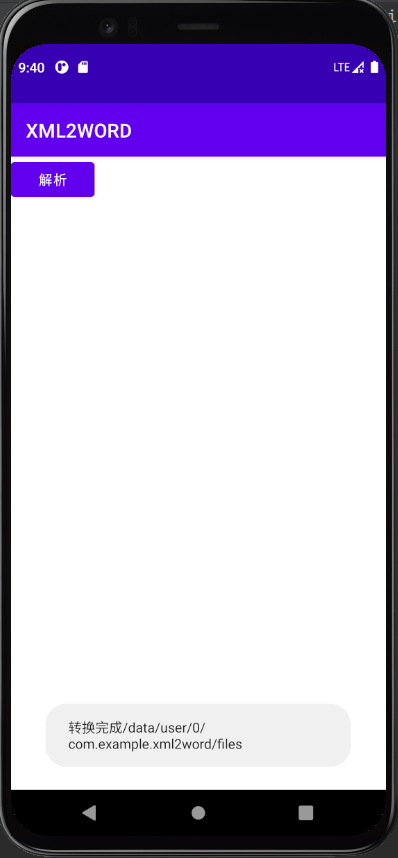 9:40
LTE
XML2WORD
解析
转换完成/data/user/0/
com.example.xml2word/files